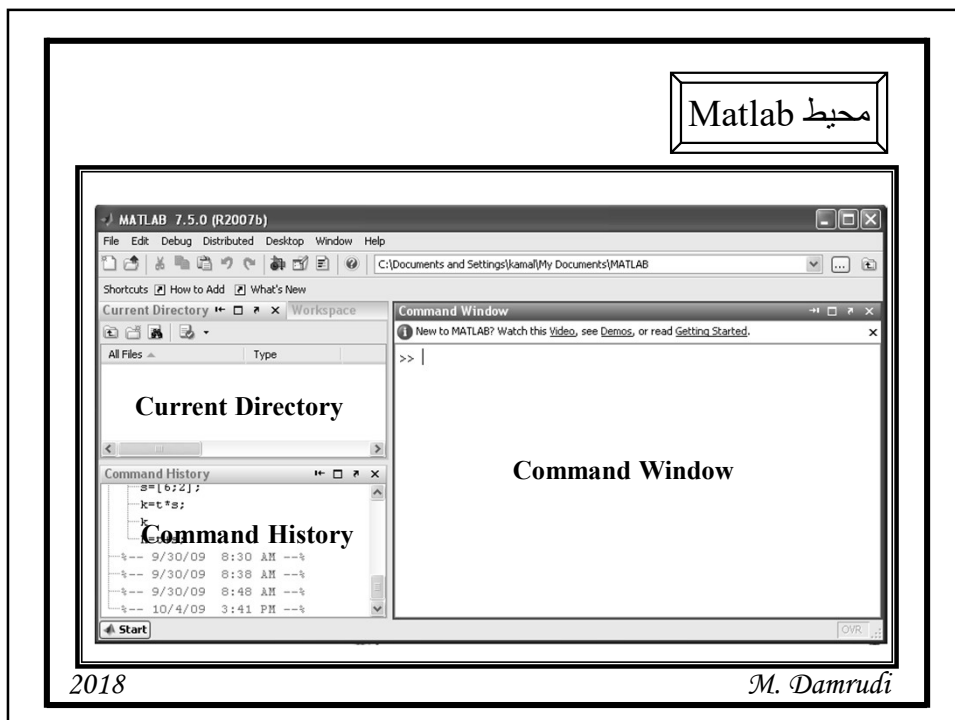 محیط Matlab
MATLAB 7.5.0 (R2007b)
File Edit Debug Distributed Desktop Window Help
C:\Documents and Settings\kamal\My Documents\MATLAB
Shortcuts How to Add What's New
Current Directory Workspace
All Files Type
Current Directory
Command History
s=[6;2];
k=t*s;
k
Command History
%-- 9/30/09 8:30 AM --%
%-- 9/30/09 8:38 AM --%
%-- 9/30/09 8:48 AM --%
%-- 10/4/09 3:41 PM --%
Command Window
New to MATLAB? Watch this Video, see Demos, or read Getting Started.
>>
Command Window
Start
OVR
2018
M. Damrudi